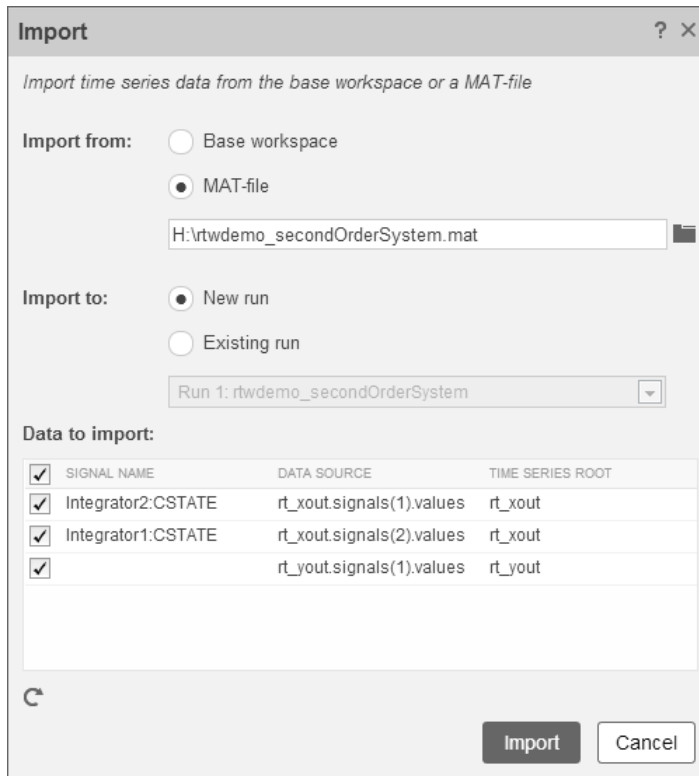 Import ? ×
Import time series data from the base workspace or a MAT-file
Import from: Base workspace
MAT-file
H:\rtwdemo_secondOrderSystem.mat
Import to: New run
Existing run
Run 1: rtwdemo_secondOrderSystem
Data to import:
SIGNAL NAME DATA SOURCE TIME SERIES ROOT
Integrator2:CSTATE rt_xout.signals(1).values rt_xout
Integrator1:CSTATE rt_xout.signals(2).values rt_xout
rt_yout.signals(1).values rt_yout
Import Cancel